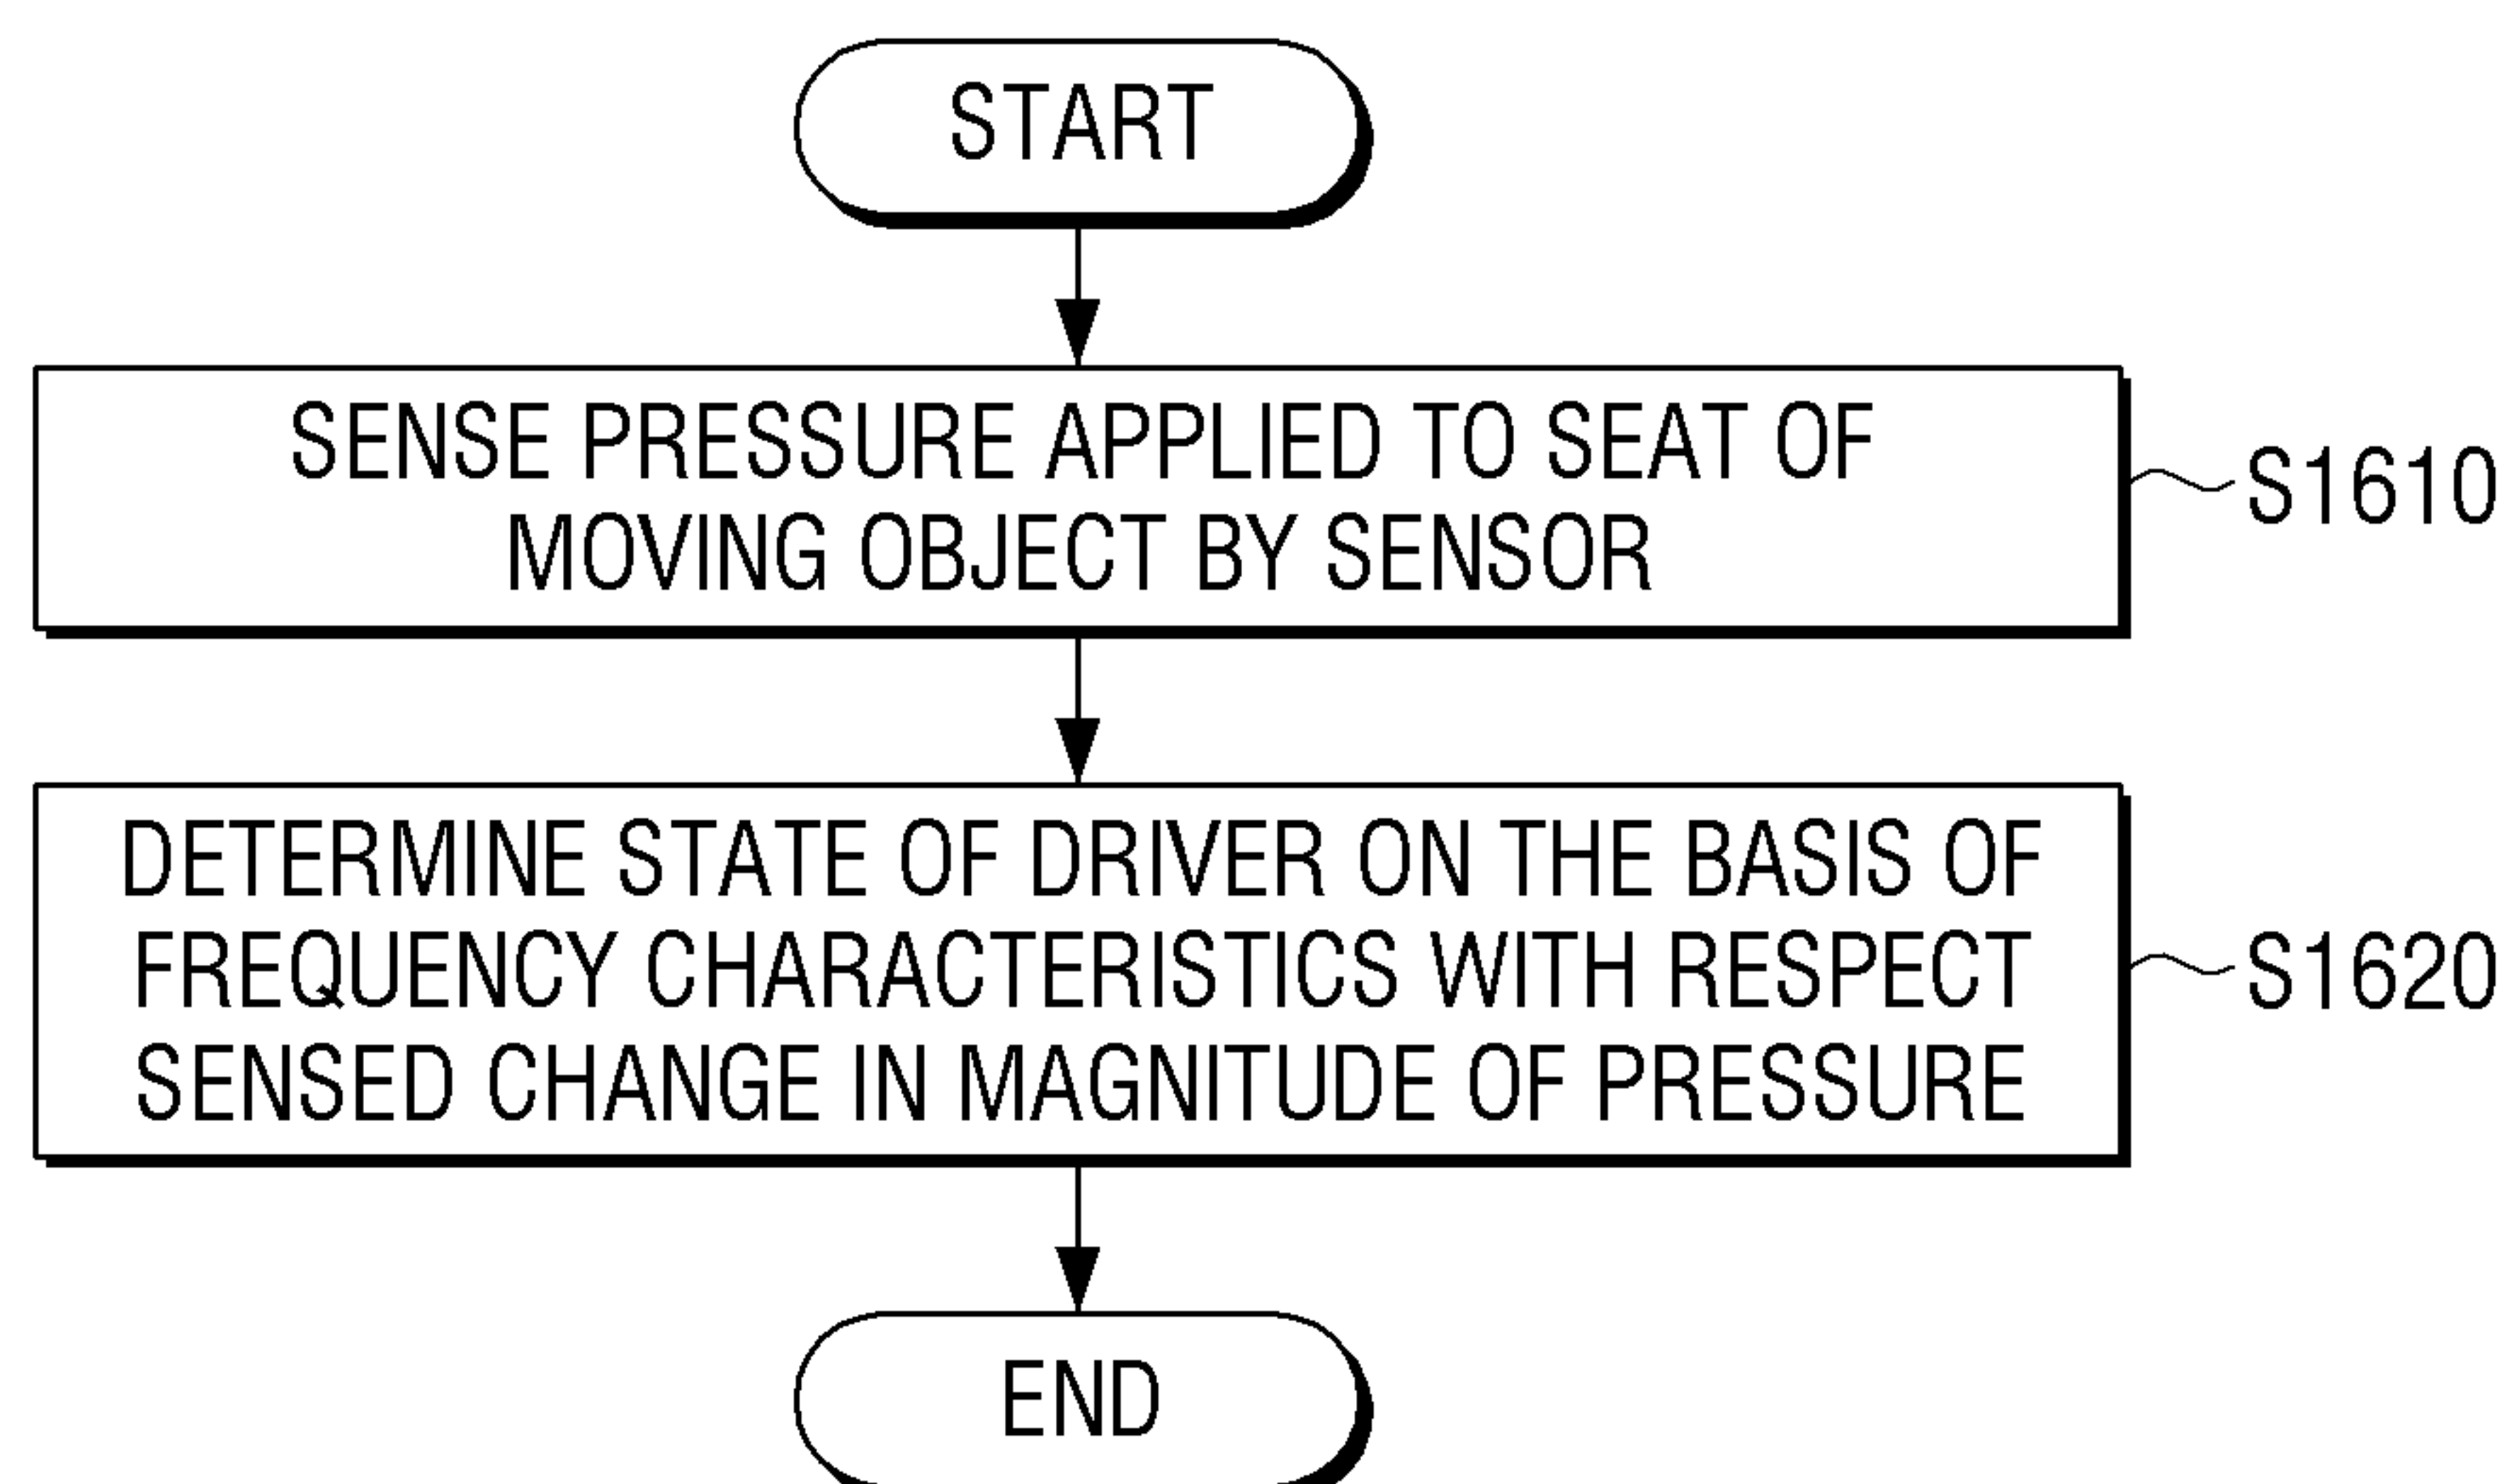 START
SENSE PRESSURE APPLIED TO SEAT OF
MOVING OBJECT BY SENSOR
S1610
DETERMINE STATE OF DRIVER ON THE BASIS OF
FREQUENCY CHARACTERISTICS WITH RESPECT
SENSED CHANGE IN MAGNITUDE OF PRESSURE
S1620
END